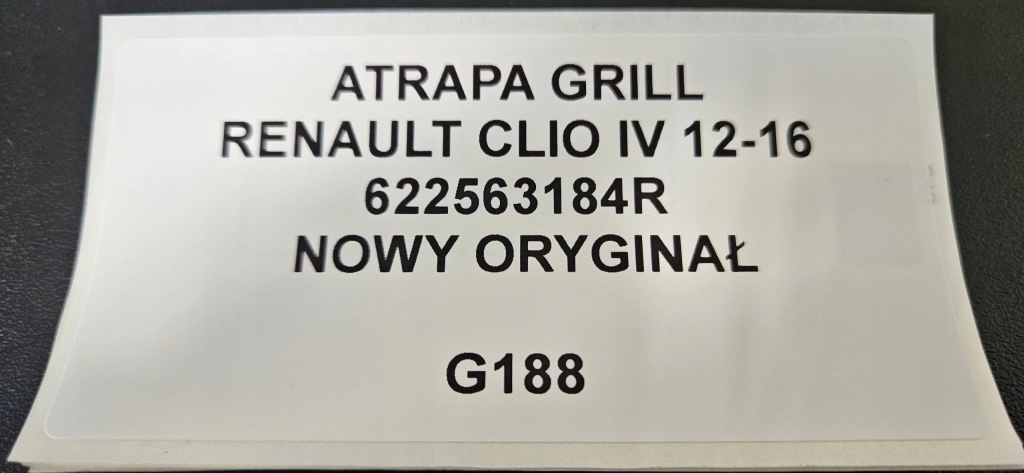 ATRAPA GRILL
RENAULT CLIO IV 12-16
622563184R
NOWY ORYGINAŁ
G188